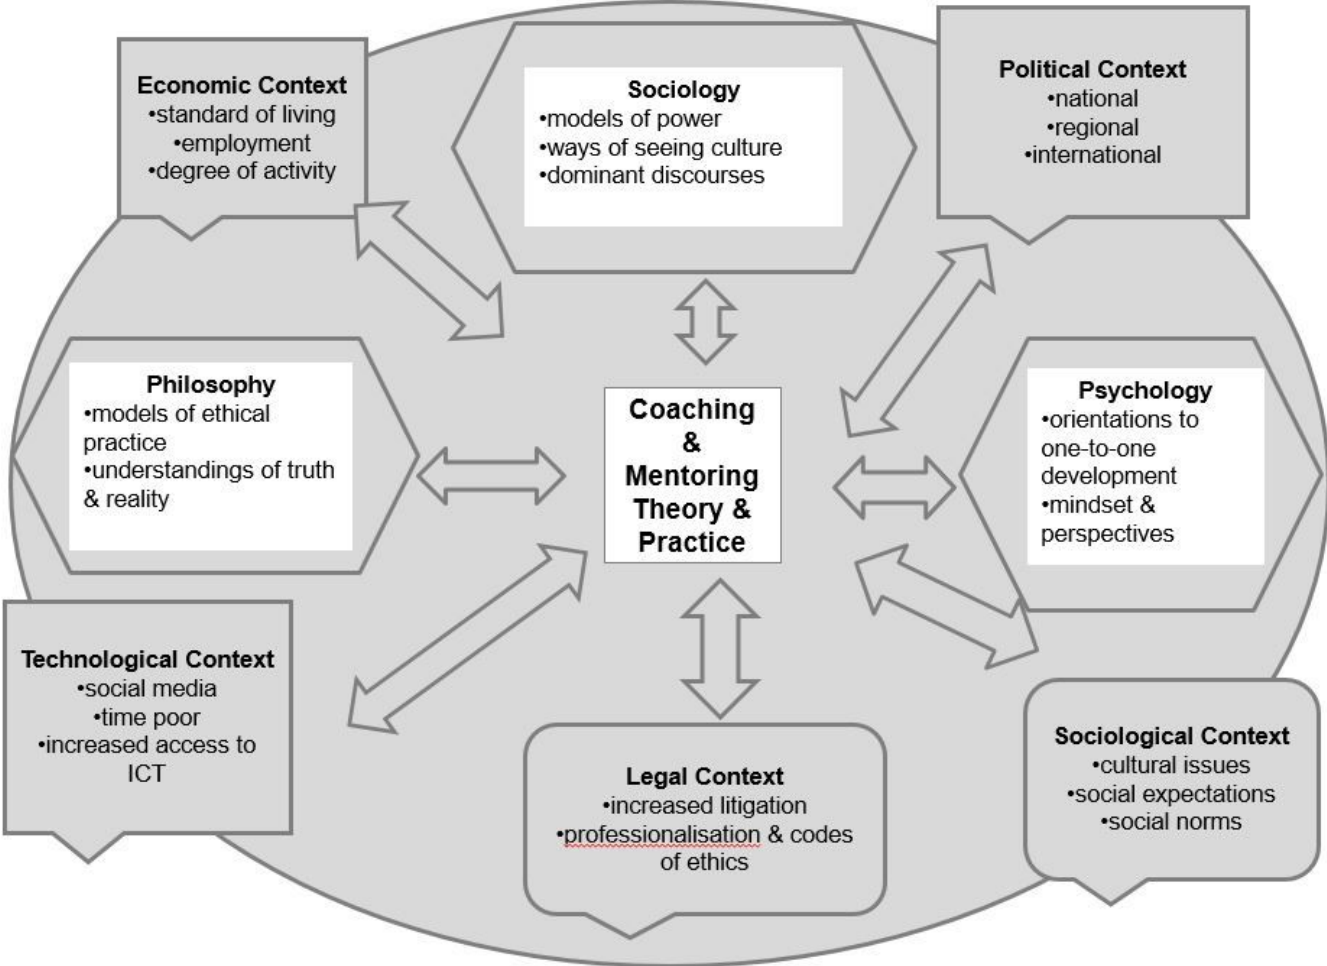 Economic Context
•standard of living
•employment
•degree of activity
Sociology
•models of power
•ways of seeing culture
•dominant discourses
Political Context
•national
•regional
•international
Philosophy
•models of ethical
practice
•understandings of truth
& reality
Coaching
&
Mentoring
Theory &
Practice
Psychology
•orientations to
one-to-one
development
•mindset &
perspectives
Technological Context
•social media
•time poor
•increased access to
ICT
Legal Context
•increased litigation
•professionalisation & codes
of ethics
Sociological Context
•cultural issues
•social expectations
•social norms